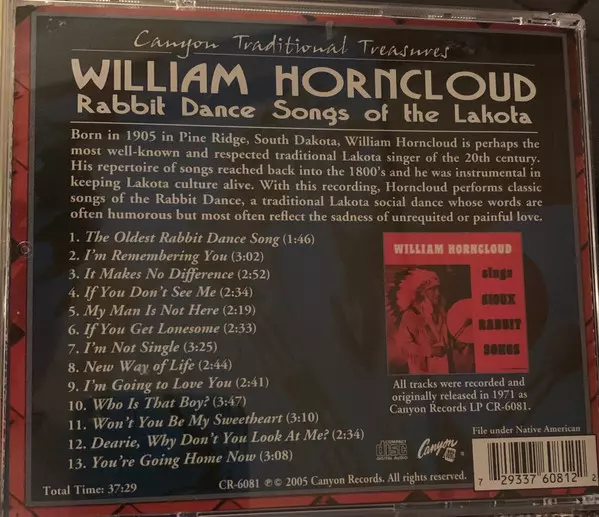 Canyon Traditional Treasures
WILLIAM HORNCLOUD
Rabbit Dance Songs of the Lakota
Born in 1905 in Pine Ridge, South Dakota, William Horncloud is perhaps the
most well-known and respected traditional Lakota singer of the 20th century.
His repertoire of songs reached back into the 1800's and he was instrumental in
keeping Lakota culture alive. With this recording, Horncloud performs classic
songs of the Rabbit Dance, a traditional Lakota social dance whose words are
often humorous but most often reflect the sadness of unrequited or painful love.
1. The Oldest Rabbit Dance Song (1:46)
2. I'm Remembering You (3:02)
3. It Makes No Difference (2:52)
4. If You Don't See Me (2:34)
5. My Man Is Not Here (2:19)
6. If You Get Lonesome (2:33)
7. I'm Not Single (3:25)
8. New Way of Life (2:44)
9. I'm Going to Love You (2:41)
10. Who Is That Boy? (3:47)
11. Won't You Be My Sweetheart (3:10)
12. Dearie, Why Don't You Look At Me? (2:34)
13. You're Going Home Now (3:08)
Total Time: 37:29
WILLIAM HORNCLOUD
sings
SIOUX
RABBIT
SONGS
All tracks were recorded and
originally released in 1971 as
Canyon Records LP CR-6081.
File under Native American
COMPACT
disc
DIGITAL AUDIO
Canyon
CR-6081 ℗ © 2005 Canyon Records. All rights reserved.
7 29337 60812 2